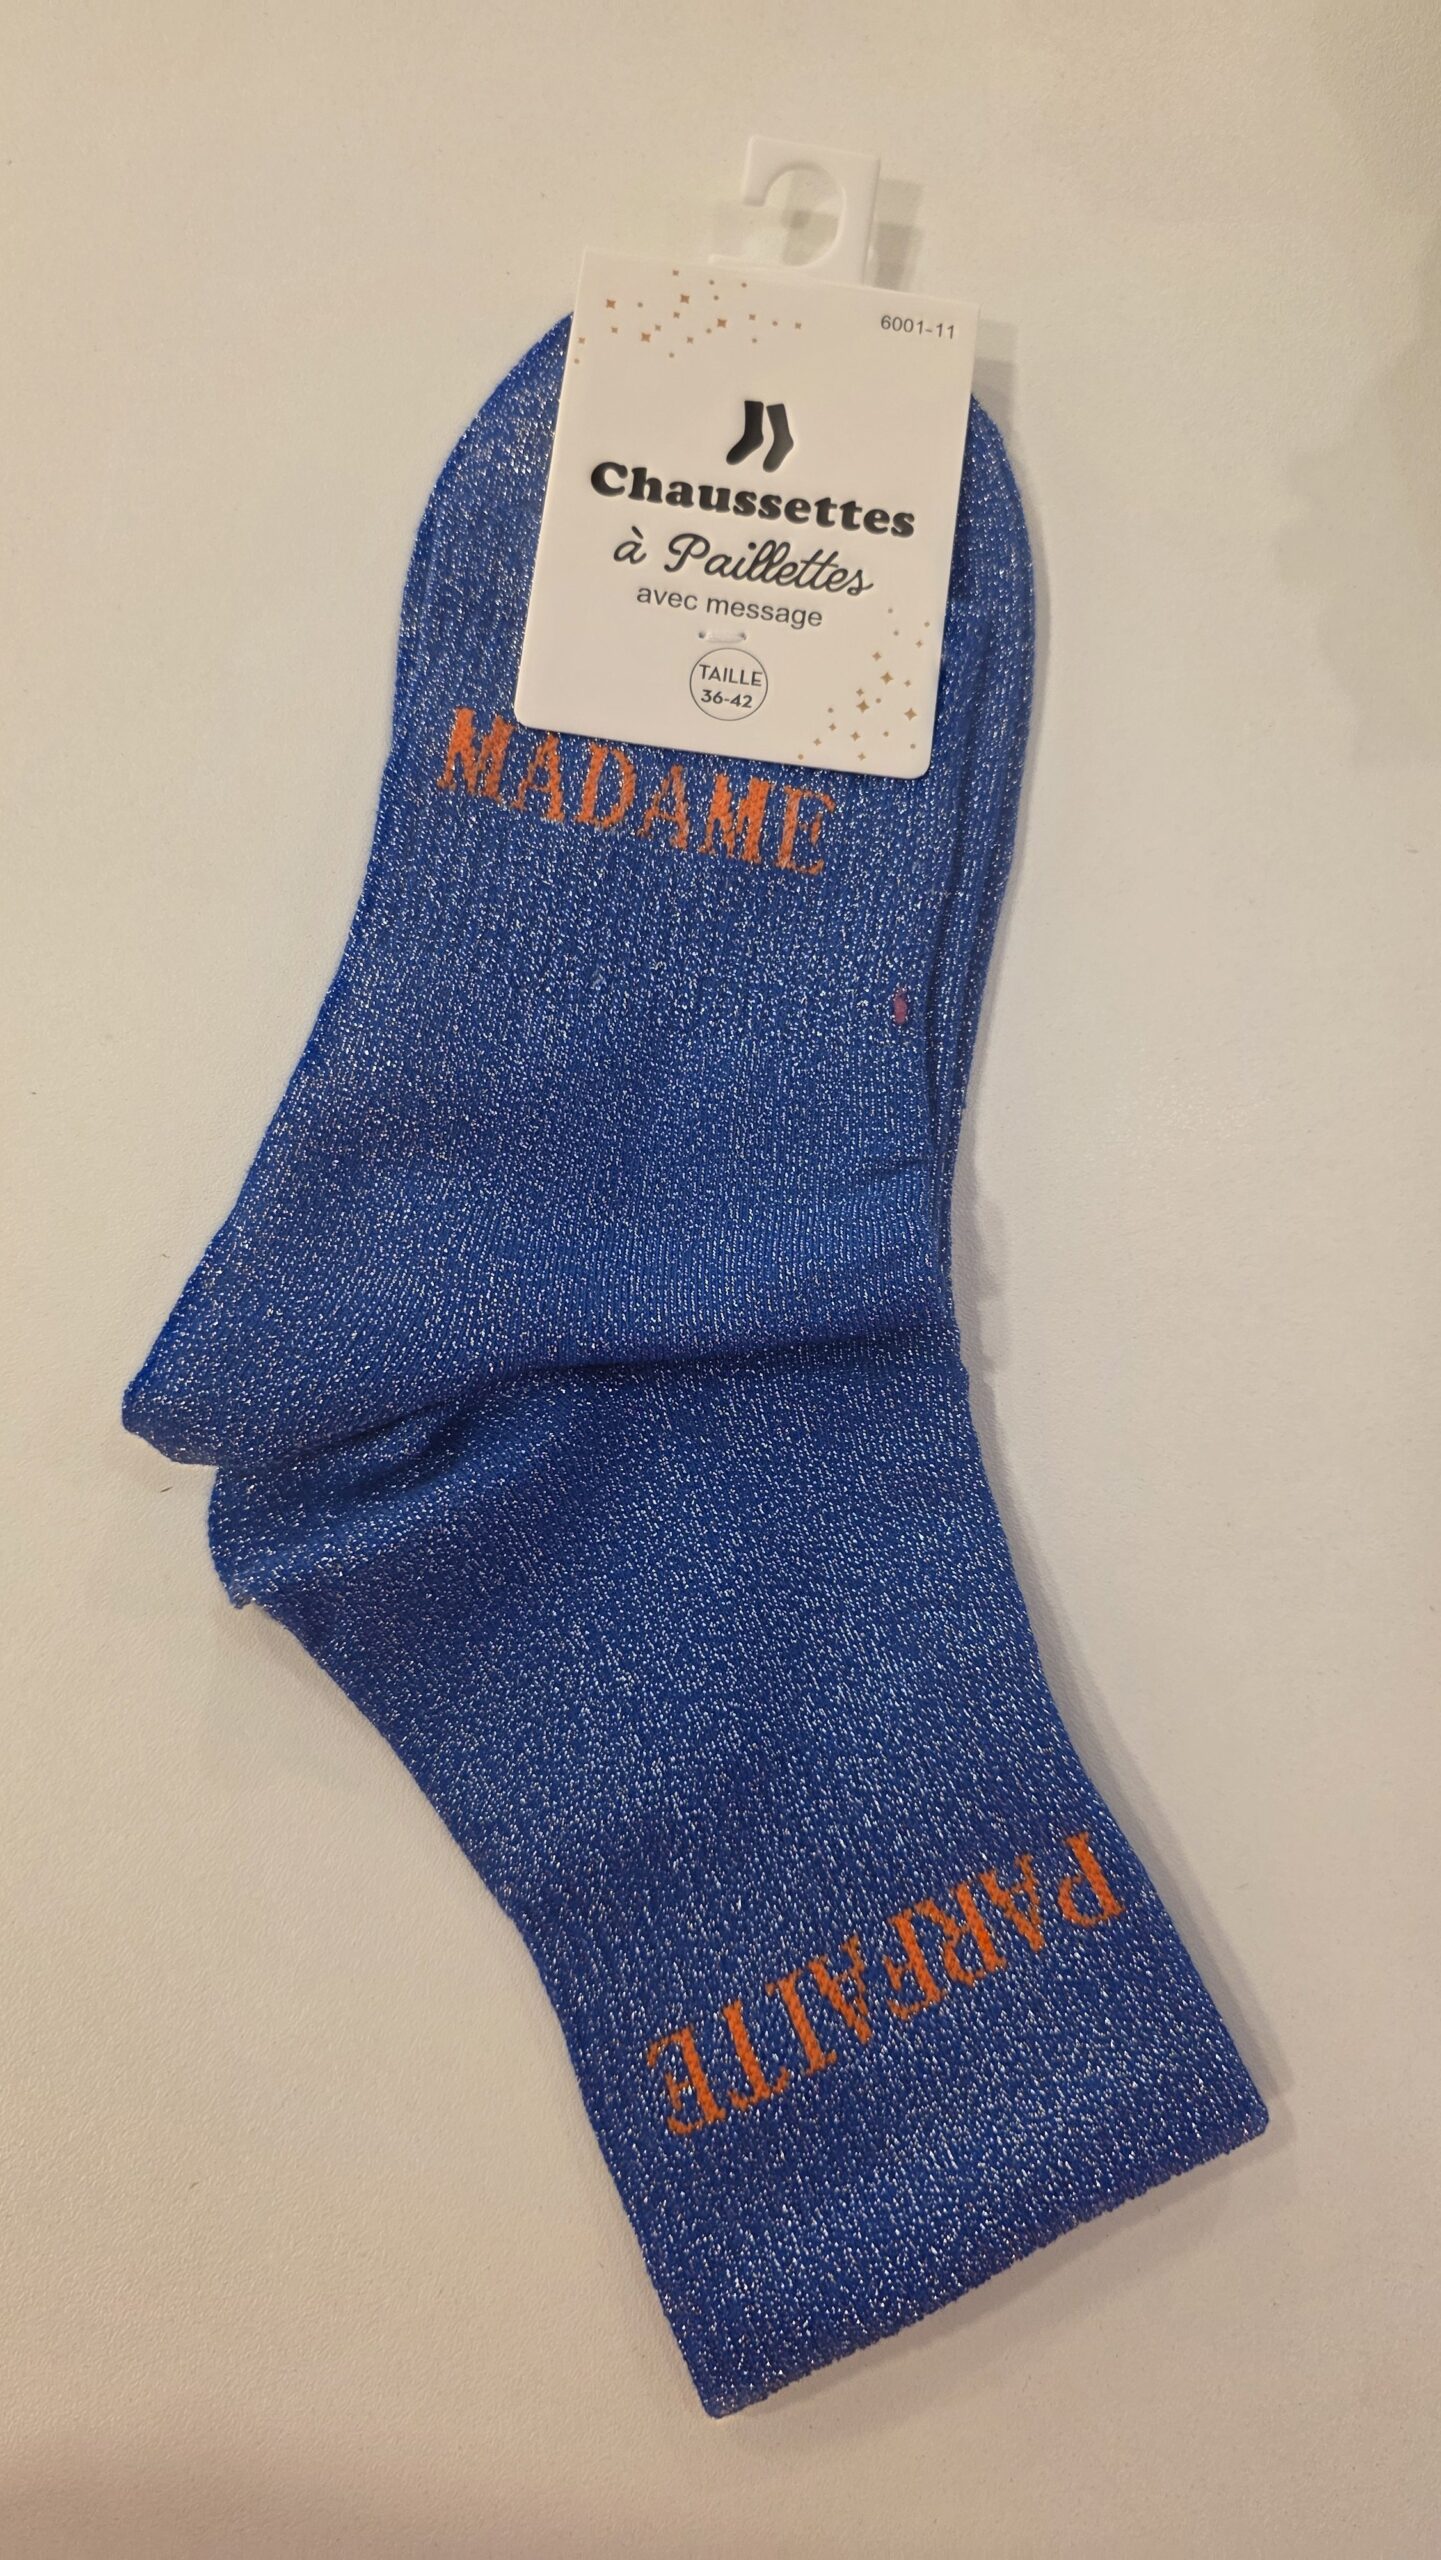 6001-11
Chaussettes
à Paillettes
avec message
TAILLE
36-42
MADAME
PARFAITE